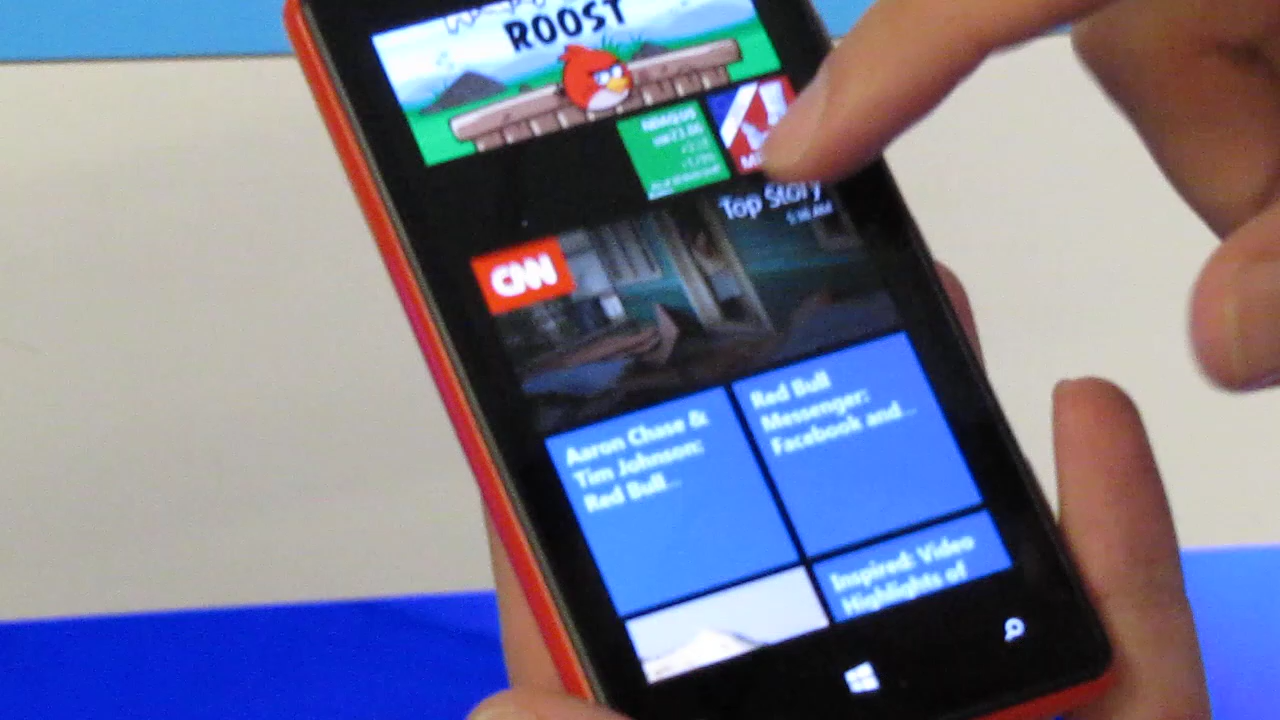 ROOST
Top Story
CNN
Aaron Chase &
Tim Johnson:
Red Bull...
Red Bull
Messenger:
Facebook and...
Inspired: Video
Highlights of